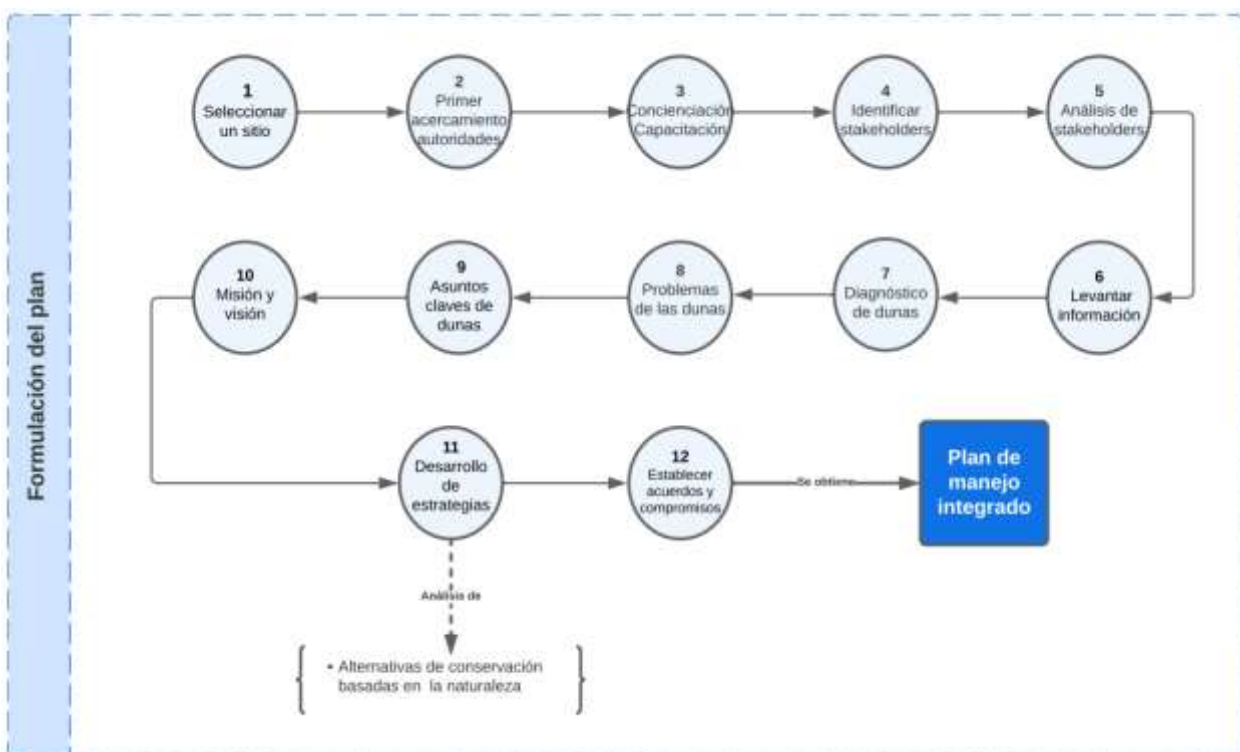 Formulación del plan
1
Seleccionar
un sitio
2
Primer
acercamiento
autoridades
3
Concienciación
Capacitación
4
Identificar
stakeholders
5
Análisis de
stakeholders
6
Levantar
información
7
Diagnóstico
de dunas
8
Problemas
de las dunas
9
Asuntos
claves de
dunas
10
Misión y
visión
11
Desarrollo
de
estrategias
12
Establecer
acuerdos y
compromisos
Se obtiene
Plan de
manejo
integrado
Análisis de
• Alternativas de conservación
basadas en la naturaleza